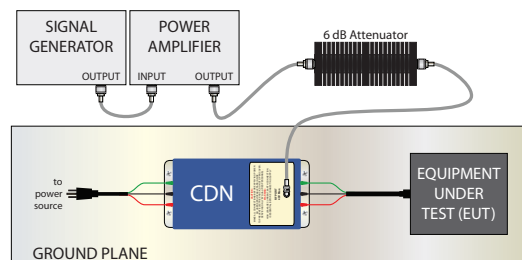 SIGNAL
GENERATOR
OUTPUT
POWER
AMPLIFIER
INPUT
OUTPUT
6 dB Attenuator
to
power
source
CDN
EQUIPMENT
UNDER
TEST (EUT)
GROUND PLANE